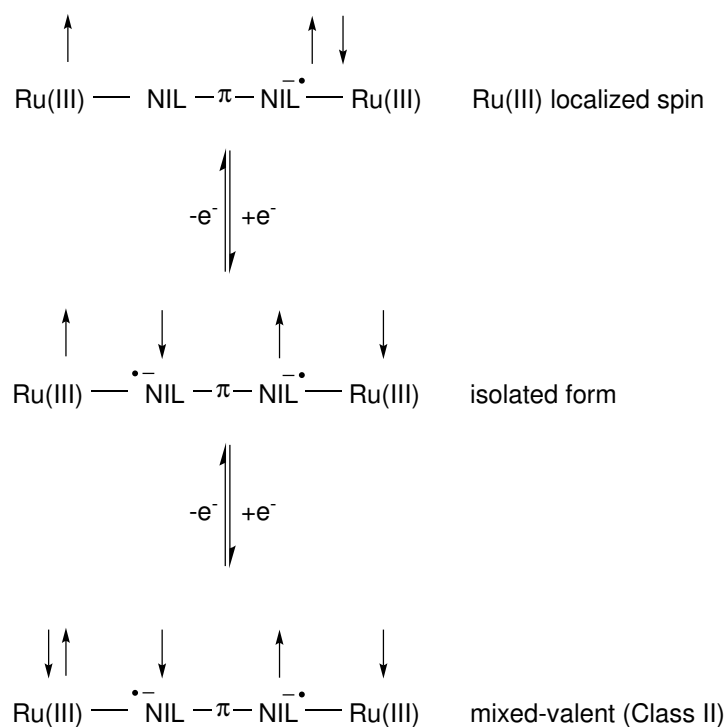 Ru(III) — NIL – π – NIL⁻• — Ru(III) Ru(III) localized spin
-e⁻ +e⁻
Ru(III) — •⁻NIL – π – NIL⁻• — Ru(III) isolated form
-e⁻ +e⁻
Ru(III) — •⁻NIL – π – NIL⁻• — Ru(III) mixed-valent (Class II)